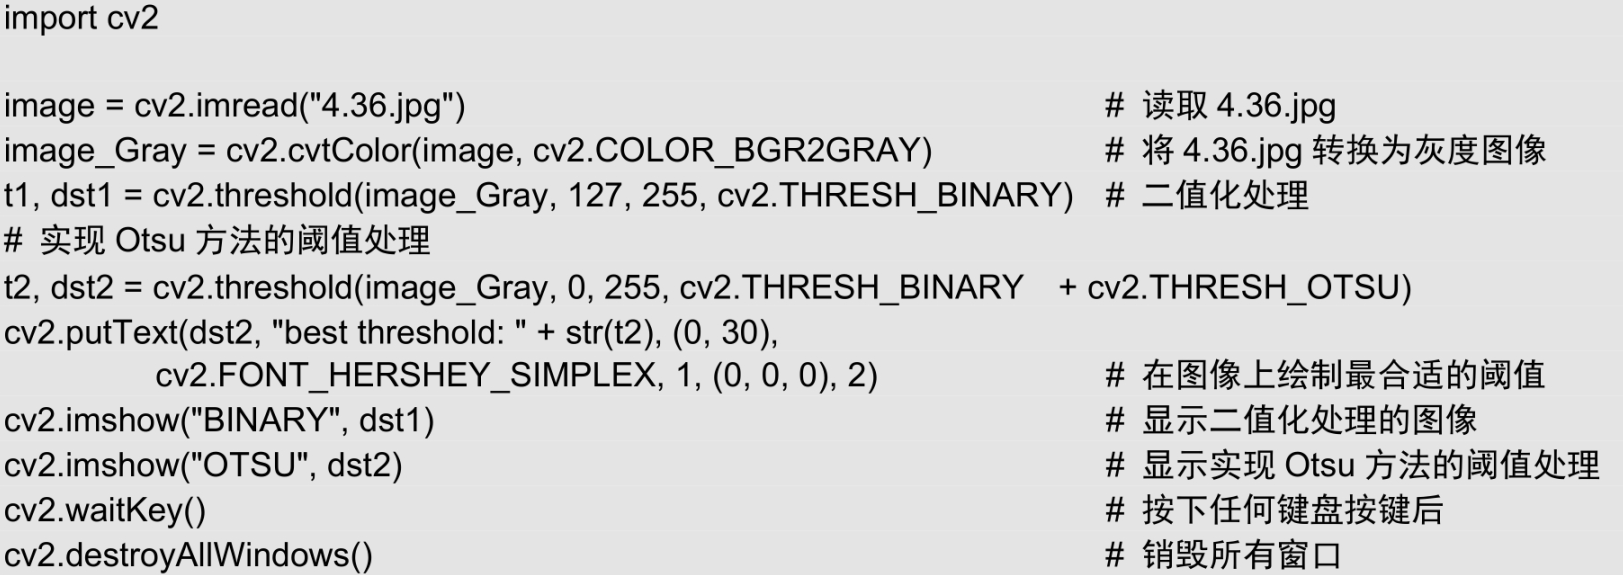 import cv2
image = cv2.imread("4.36.jpg") # 读取 4.36.jpg
image_Gray = cv2.cvtColor(image, cv2.COLOR_BGR2GRAY) # 将 4.36.jpg 转换为灰度图像
t1, dst1 = cv2.threshold(image_Gray, 127, 255, cv2.THRESH_BINARY) # 二值化处理
# 实现 Otsu 方法的阈值处理
t2, dst2 = cv2.threshold(image_Gray, 0, 255, cv2.THRESH_BINARY + cv2.THRESH_OTSU)
cv2.putText(dst2, "best threshold: " + str(t2), (0, 30),
cv2.FONT_HERSHEY_SIMPLEX, 1, (0, 0, 0), 2) # 在图像上绘制最合适的阈值
cv2.imshow("BINARY", dst1) # 显示二值化处理的图像
cv2.imshow("OTSU", dst2) # 显示实现 Otsu 方法的阈值处理
cv2.waitKey() # 按下任何键盘按键后
cv2.destroyAllWindows() # 销毁所有窗口